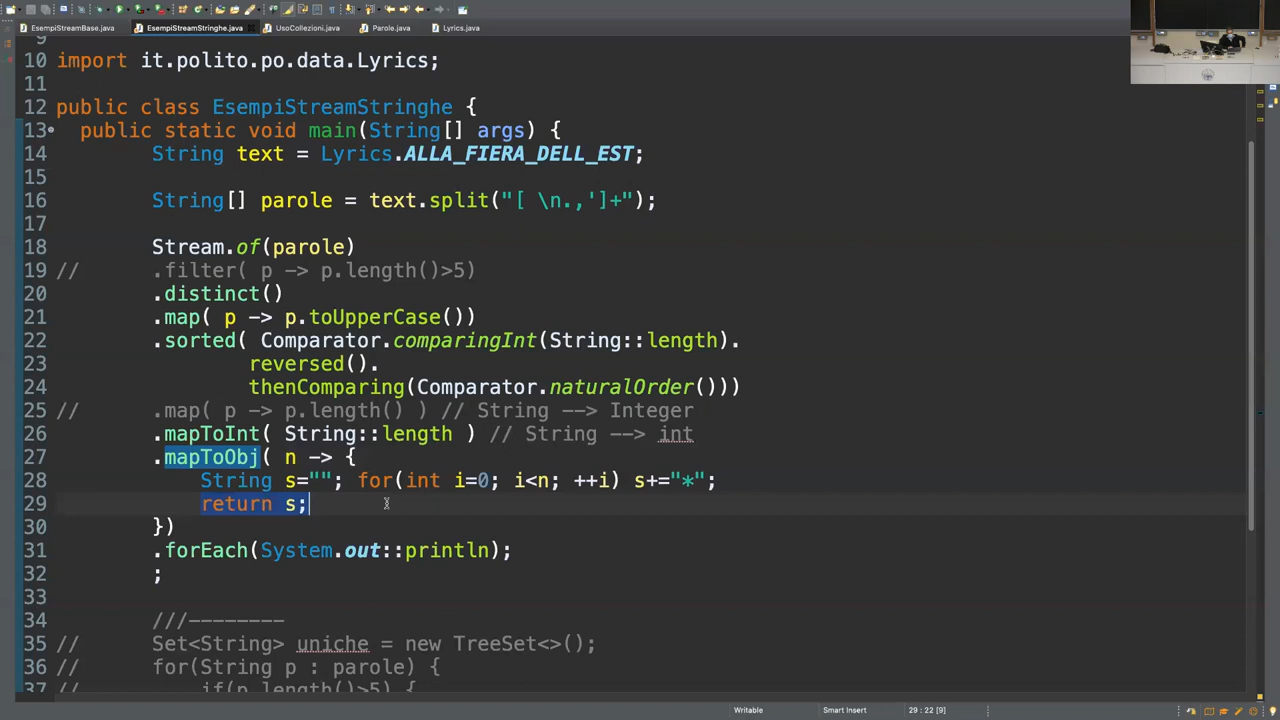 EsempiStreamBase.java EsempiStreamStringhe.java UsoCollezioni.java Parole.java Lyrics.java
9
10 import it.polito.po.data.Lyrics;
11
12 public class EsempiStreamStringhe {
13 public static void main(String[] args) {
14 String text = Lyrics.ALLA_FIERA_DELL_EST;
15
16 String[] parole = text.split("[ \n.,']+");
17
18 Stream.of(parole)
19 // .filter( p -> p.length()>5)
20 .distinct()
21 .map( p -> p.toUpperCase())
22 .sorted( Comparator.comparingInt(String::length).
23 reversed().
24 thenComparing(Comparator.naturalOrder()))
25 // .map( p -> p.length() ) // String --> Integer
26 .mapToInt( String::length ) // String --> int
27 .mapToObj( n -> {
28 String s=""; for(int i=0; i<n; ++i) s+="*";
29 return s;
30 })
31 .forEach(System.out::println);
32 ;
33
34 ///--------
35 // Set<String> uniche = new TreeSet<>();
36 // for(String p : parole) {
37 // if(p.length()>5) {
Writable Smart Insert 29 : 22 [9]